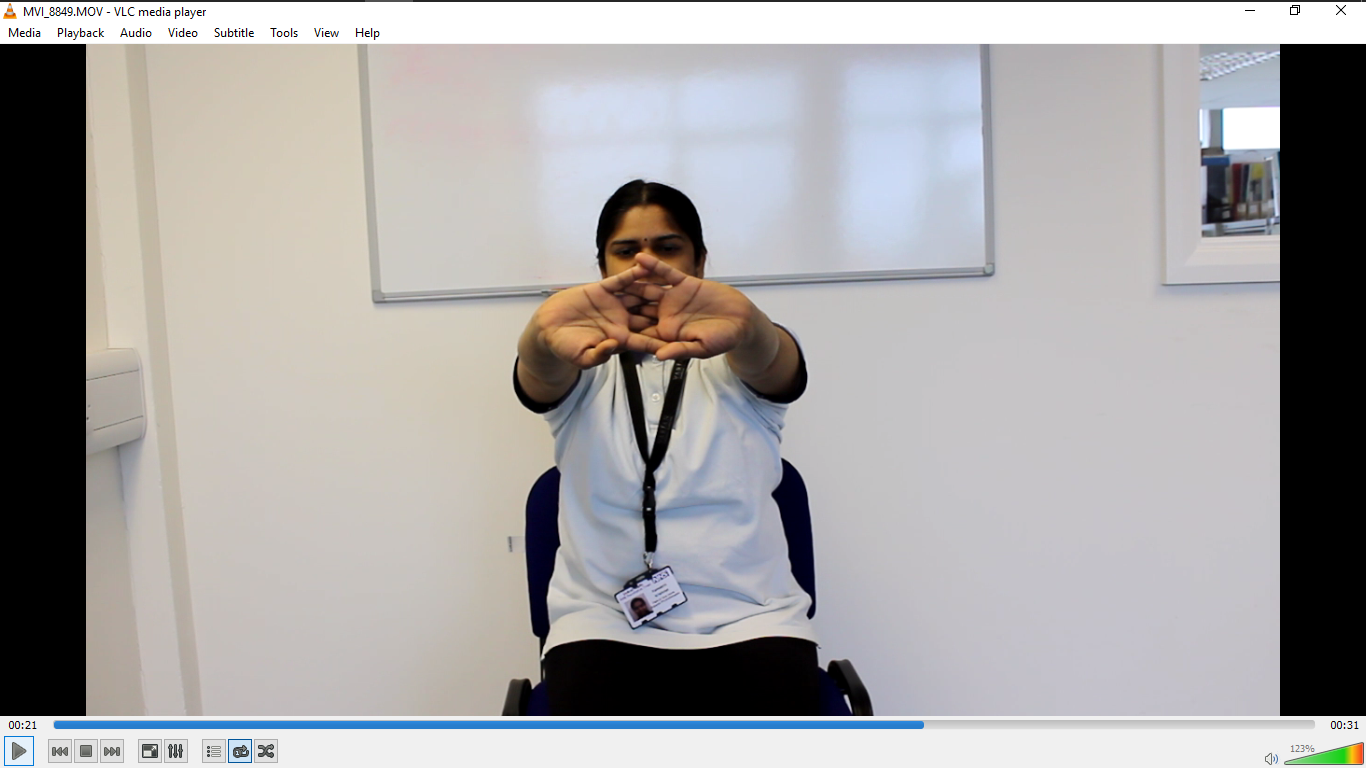 MVI_8849.MOV - VLC media player
Media Playback Audio Video Subtitle Tools View Help
00:21
00:31
123%